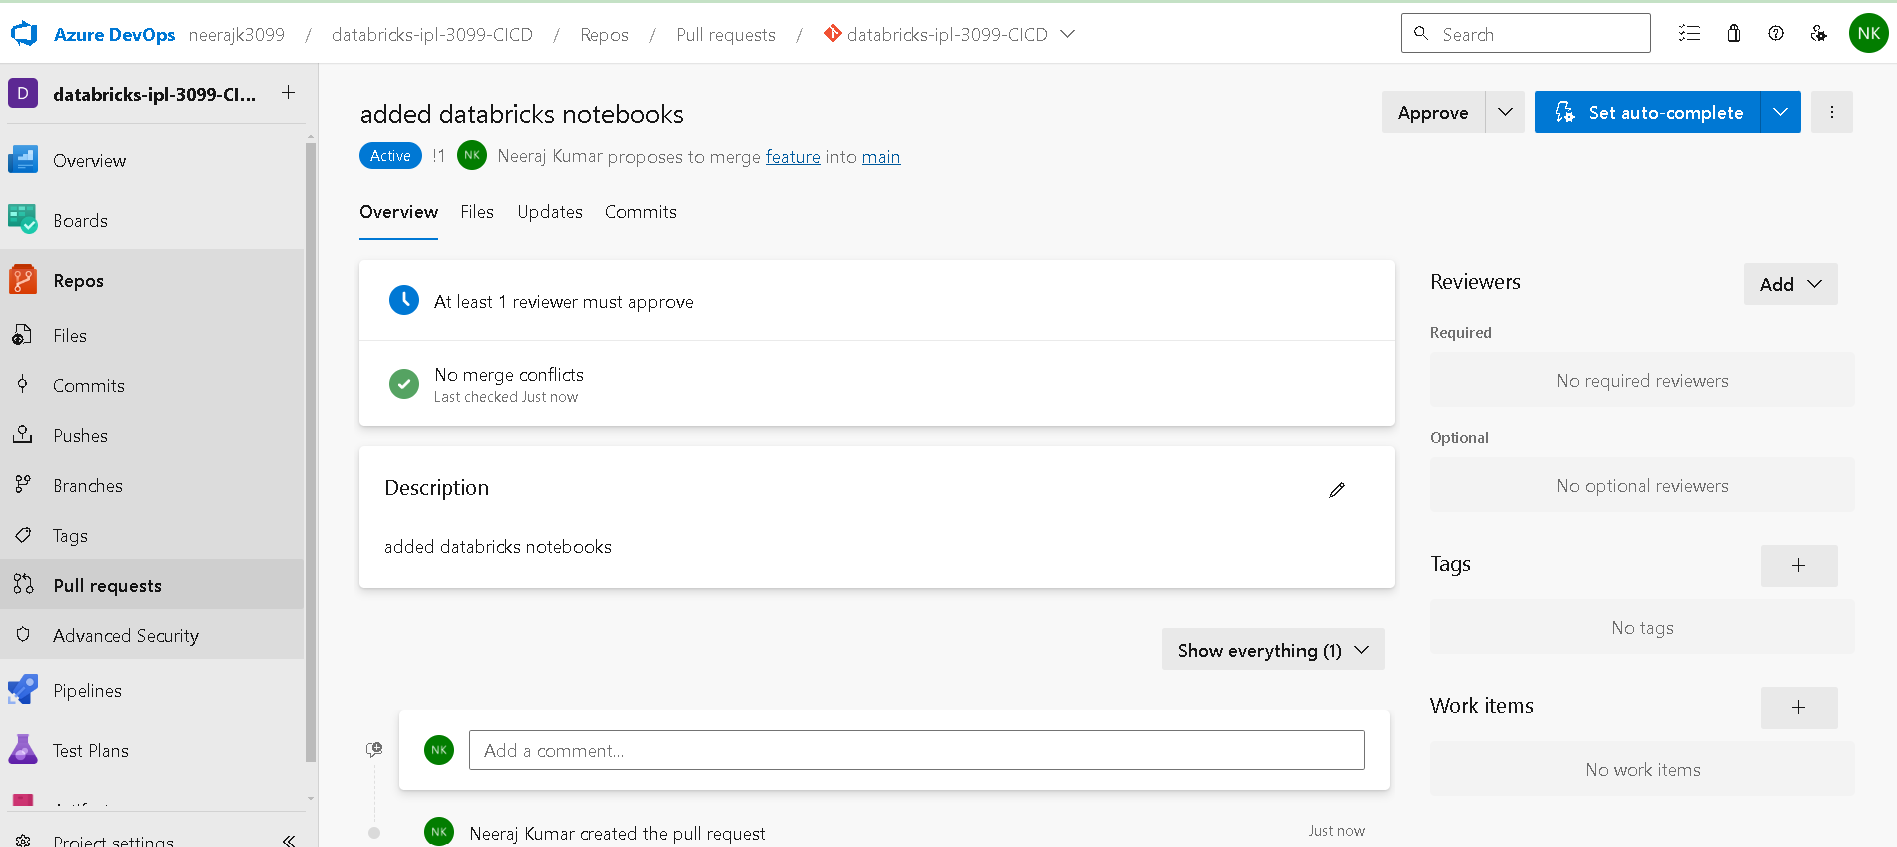 Azure DevOps neerajk3099 / databricks-ipl-3099-CICD / Repos / Pull requests / databricks-ipl-3099-CICD
Search
NK
D databricks-ipl-3099-CI... +
Overview
Boards
Repos
Files
Commits
Pushes
Branches
Tags
Pull requests
Advanced Security
Pipelines
Test Plans
Project settings
added databricks notebooks
Approve
Set auto-complete
Active !1 NK Neeraj Kumar proposes to merge feature into main
Overview Files Updates Commits
At least 1 reviewer must approve
No merge conflicts
Last checked Just now
Description
added databricks notebooks
Show everything (1)
NK Add a comment...
NK Neeraj Kumar created the pull request Just now
Reviewers
Add
Required
No required reviewers
Optional
No optional reviewers
Tags +
No tags
Work items +
No work items